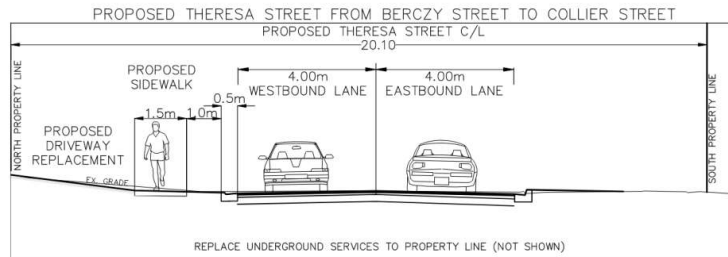 PROPOSED THERESA STREET FROM BERCZY STREET TO COLLIER STREET
PROPOSED THERESA STREET C/L
20.10
NORTH PROPERTY LINE
PROPOSED
SIDEWALK
1.5m
1.0m
0.5m
4.00m
WESTBOUND LANE
4.00m
EASTBOUND LANE
SOUTH PROPERTY LINE
PROPOSED
DRIVEWAY
REPLACEMENT
EX. GRADE
REPLACE UNDERGROUND SERVICES TO PROPERTY LINE (NOT SHOWN)